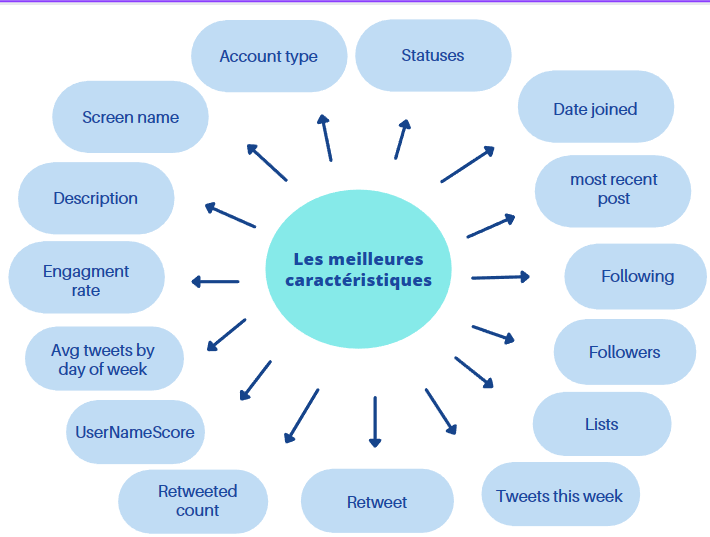 Account type
Statuses
Screen name
Date joined
Description
most recent
post
Les meilleures
caractéristiques
Engagment
rate
Following
Avg tweets by
day of week
Followers
UserNameScore
Lists
Retweeted
count
Retweet
Tweets this week